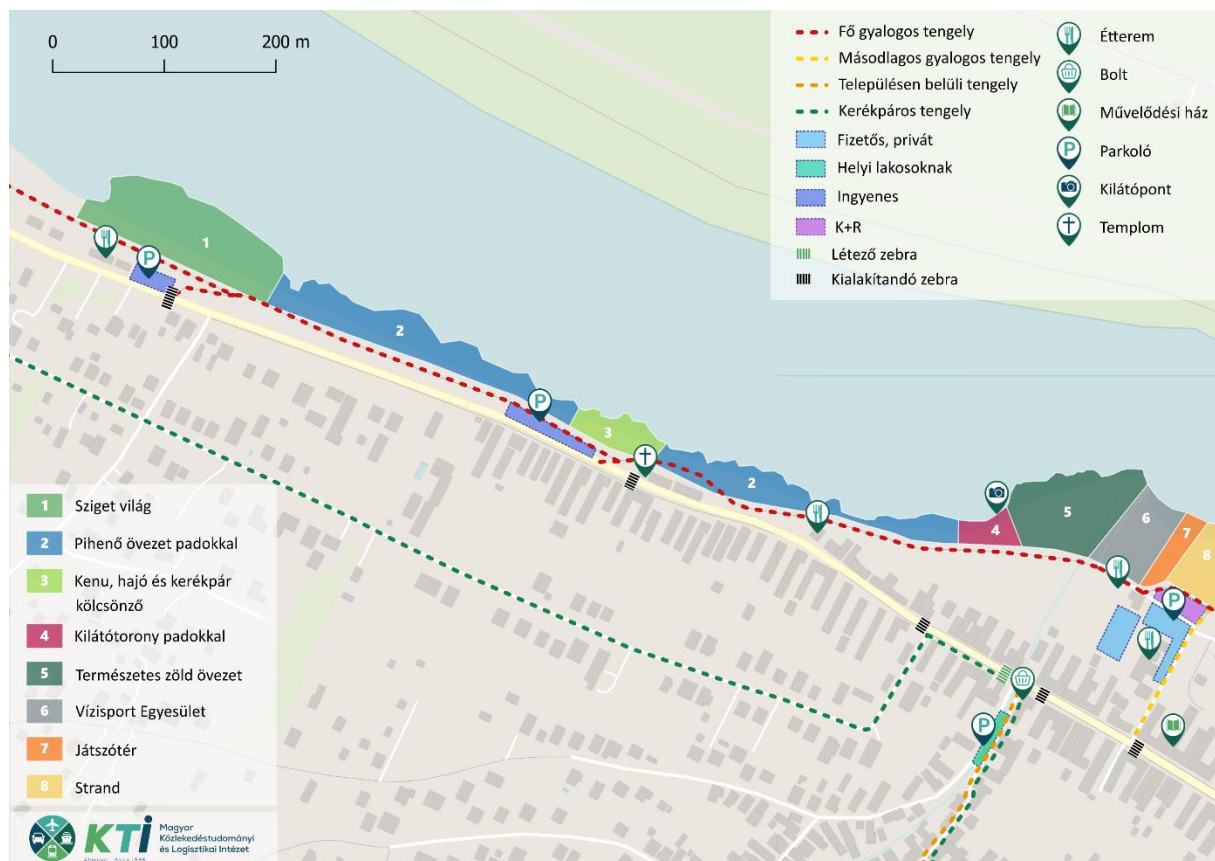 0 100 200 m
Fő gyalogos tengely
Másodlagos gyalogos tengely
Településen belüli tengely
Kerékpáros tengely
Fizetős, privát
Helyi lakosoknak
Ingyenes
K+R
Létező zebra
Kialakítandó zebra
Étterem
Bolt
Művelődési ház
P Parkoló
Kilátópont
Templom
1
P
2
P
3
2
4
5
6
7
8
P
P
1 Sziget világ
2 Pihenő övezet padokkal
3 Kenu, hajó és kerékpár
kölcsönző
4 Kilátótorony padokkal
5 Természetes zöld övezet
6 Vízisport Egyesület
7 Játszótér
8 Strand
KTI
Magyar
Közlekedéstudományi
és Logisztikai Intézet